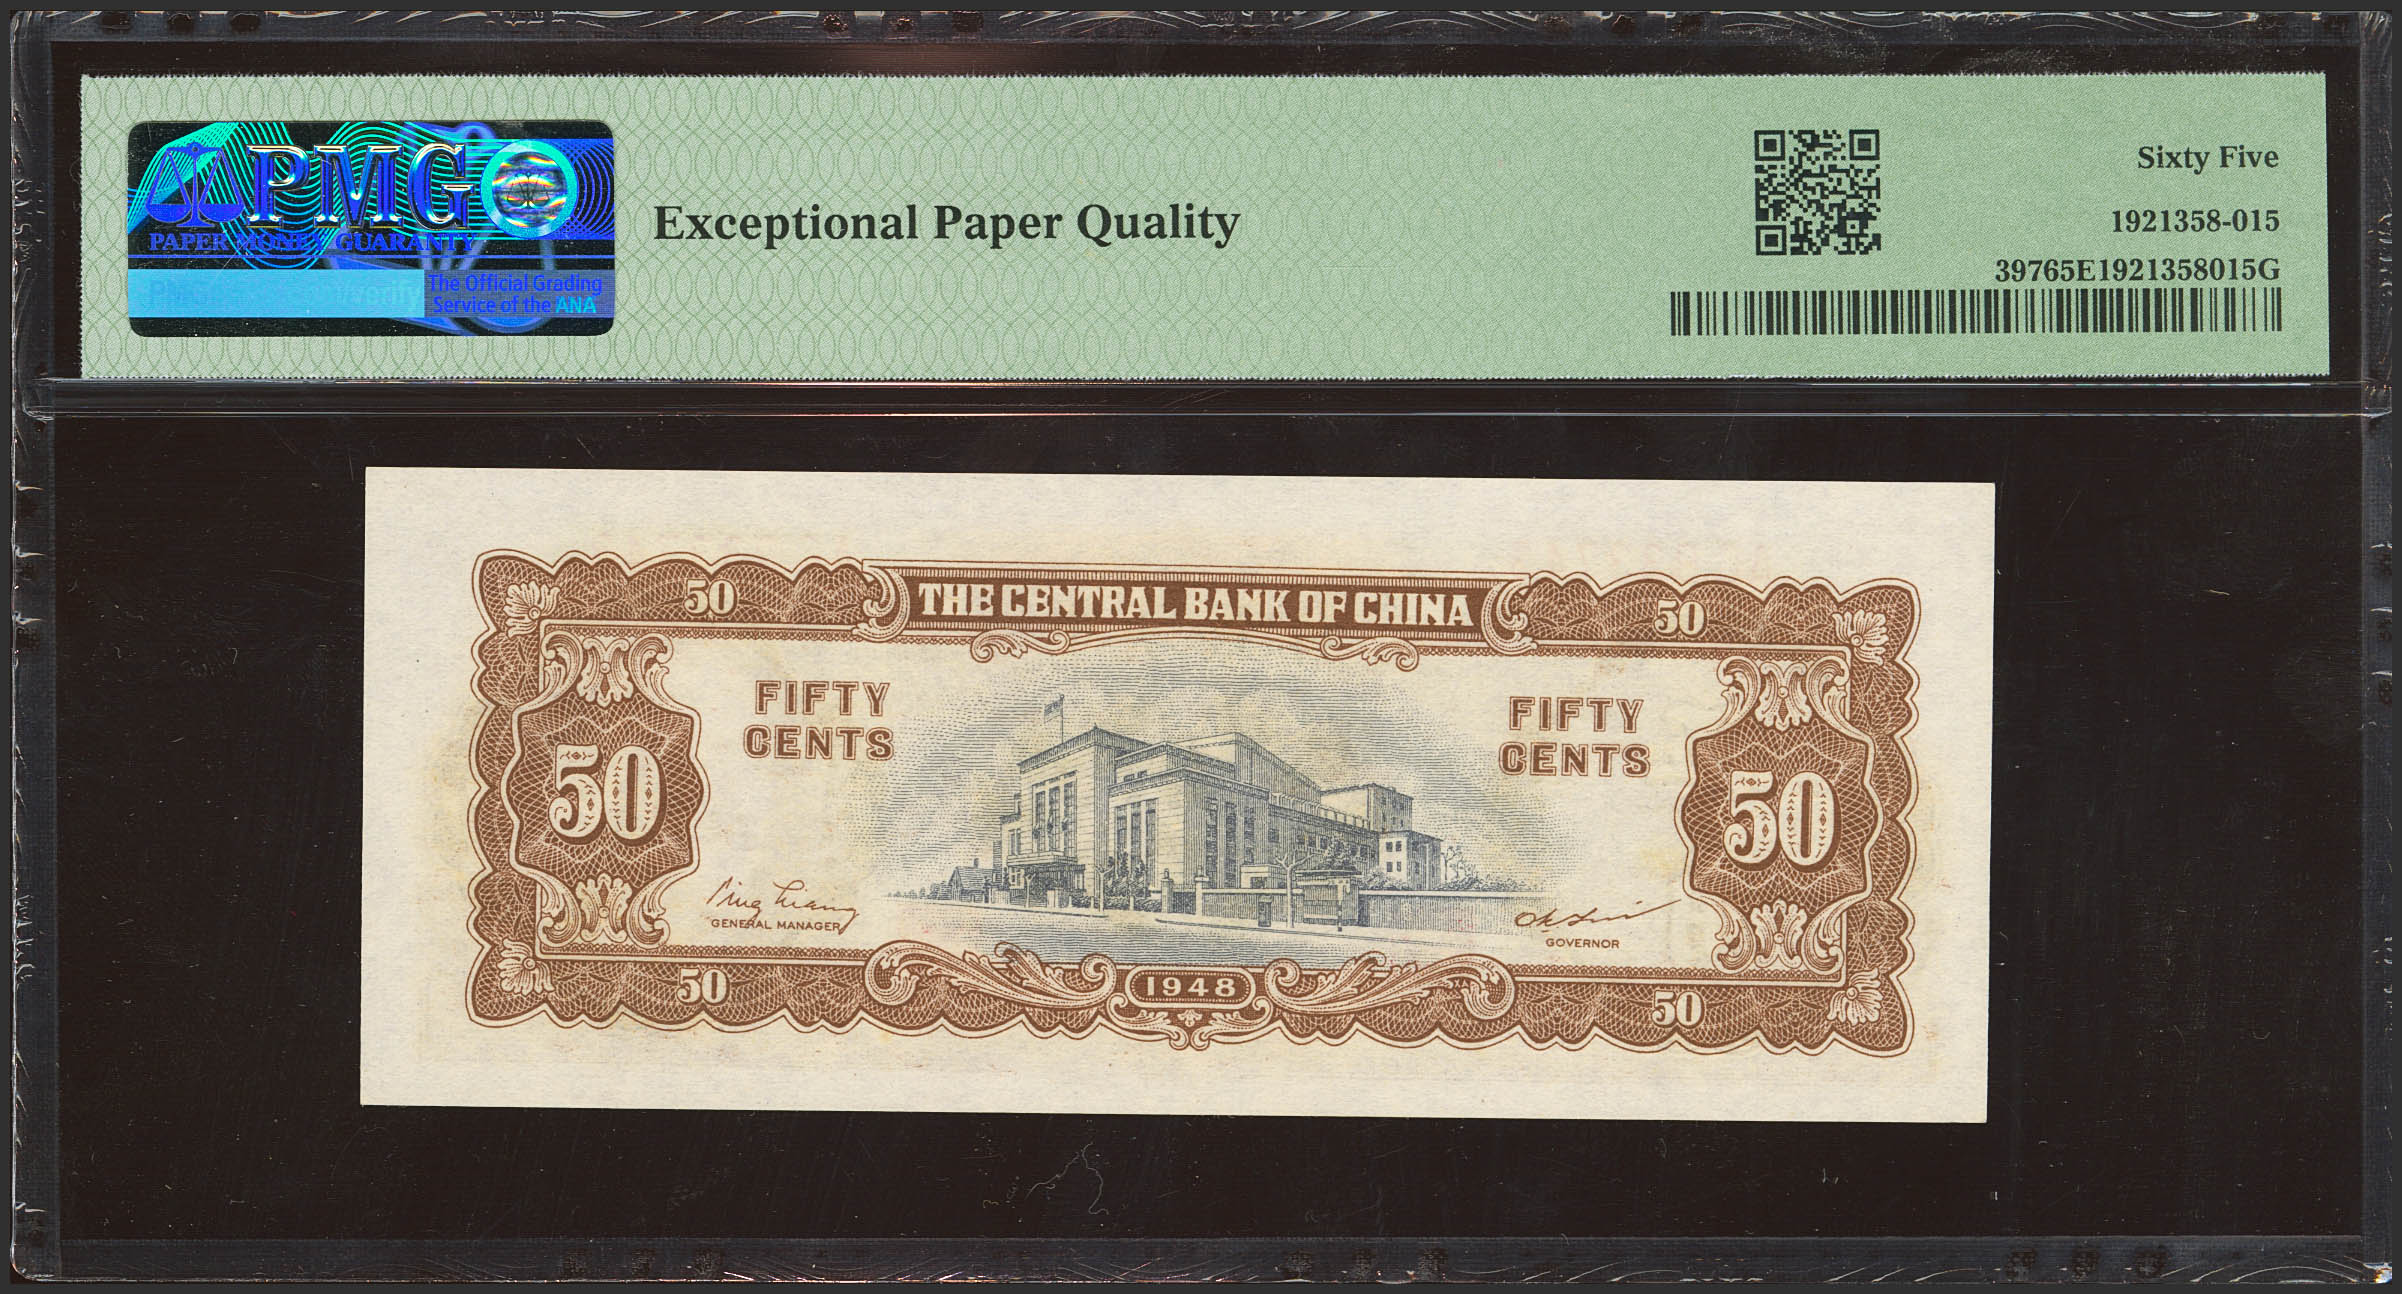 PMG
PAPER MONEY GUARANTY
The Official Grading
Service of the ANA
Exceptional Paper Quality
Sixty Five
1921358-015
39765E1921358015G
50 THE CENTRAL BANK OF CHINA 50
FIFTY
CENTS
FIFTY
CENTS
50
50
GENERAL MANAGER
GOVERNOR
50 1948 50